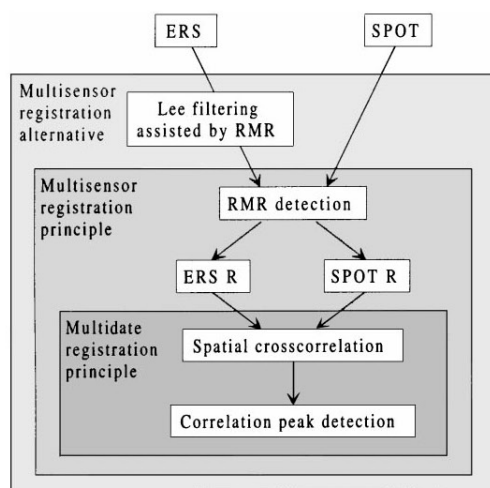 ERS
SPOT
Multisensor
registration
alternative
Lee filtering
assisted by RMR
Multisensor
registration
principle
RMR detection
ERS R
SPOT R
Multidate
registration
principle
Spatial crosscorrelation
Correlation peak detection